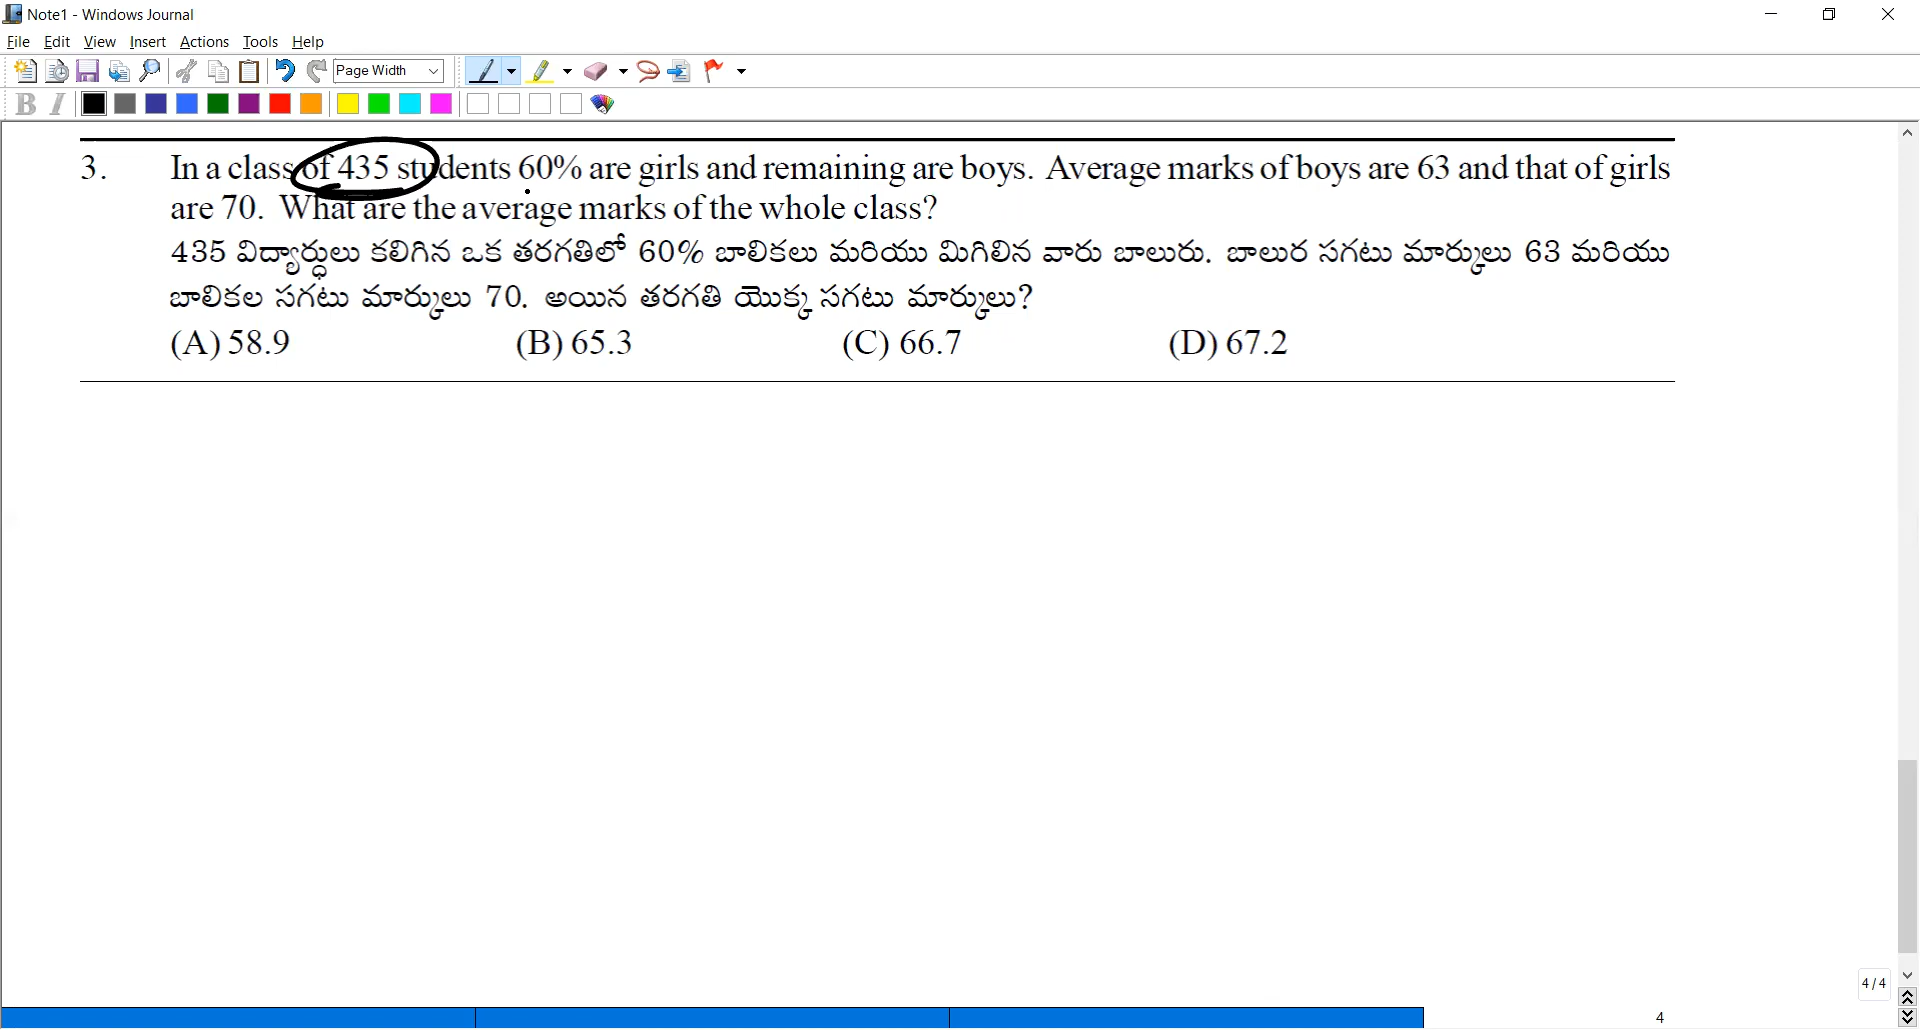 Note1 - Windows Journal
File Edit View Insert Actions Tools Help
Page Width
B I
3. In a class of 435 students 60% are girls and remaining are boys. Average marks of boys are 63 and that of girls
are 70. What are the average marks of the whole class?
435 విద్యార్థులు కలిగిన ఒక తరగతిలో 60% బాలికలు మరియు మిగిలిన వారు బాలురు. బాలుర సగటు మార్కులు 63 మరియు
బాలికల సగటు మార్కులు 70. అయిన తరగతి యొక్క సగటు మార్కులు?
(A) 58.9 (B) 65.3 (C) 66.7 (D) 67.2
4 / 4
4